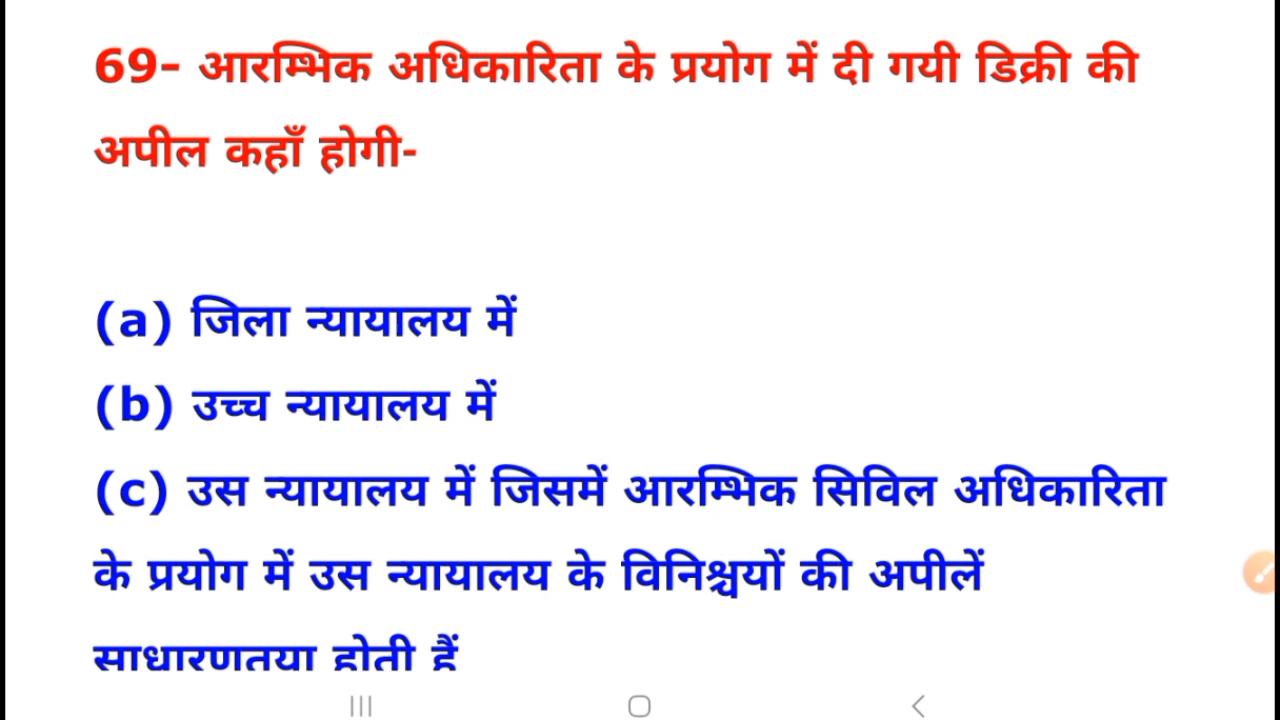 69- आरम्भिक अधिकारिता के प्रयोग में दी गयी डिक्री की
अपील कहाँ होगी-
(a) जिला न्यायालय में
(b) उच्च न्यायालय में
(c) उस न्यायालय में जिसमें आरम्भिक सिविल अधिकारिता
के प्रयोग में उस न्यायालय के विनिश्चयों की अपीलें
साधारणतया होती हैं